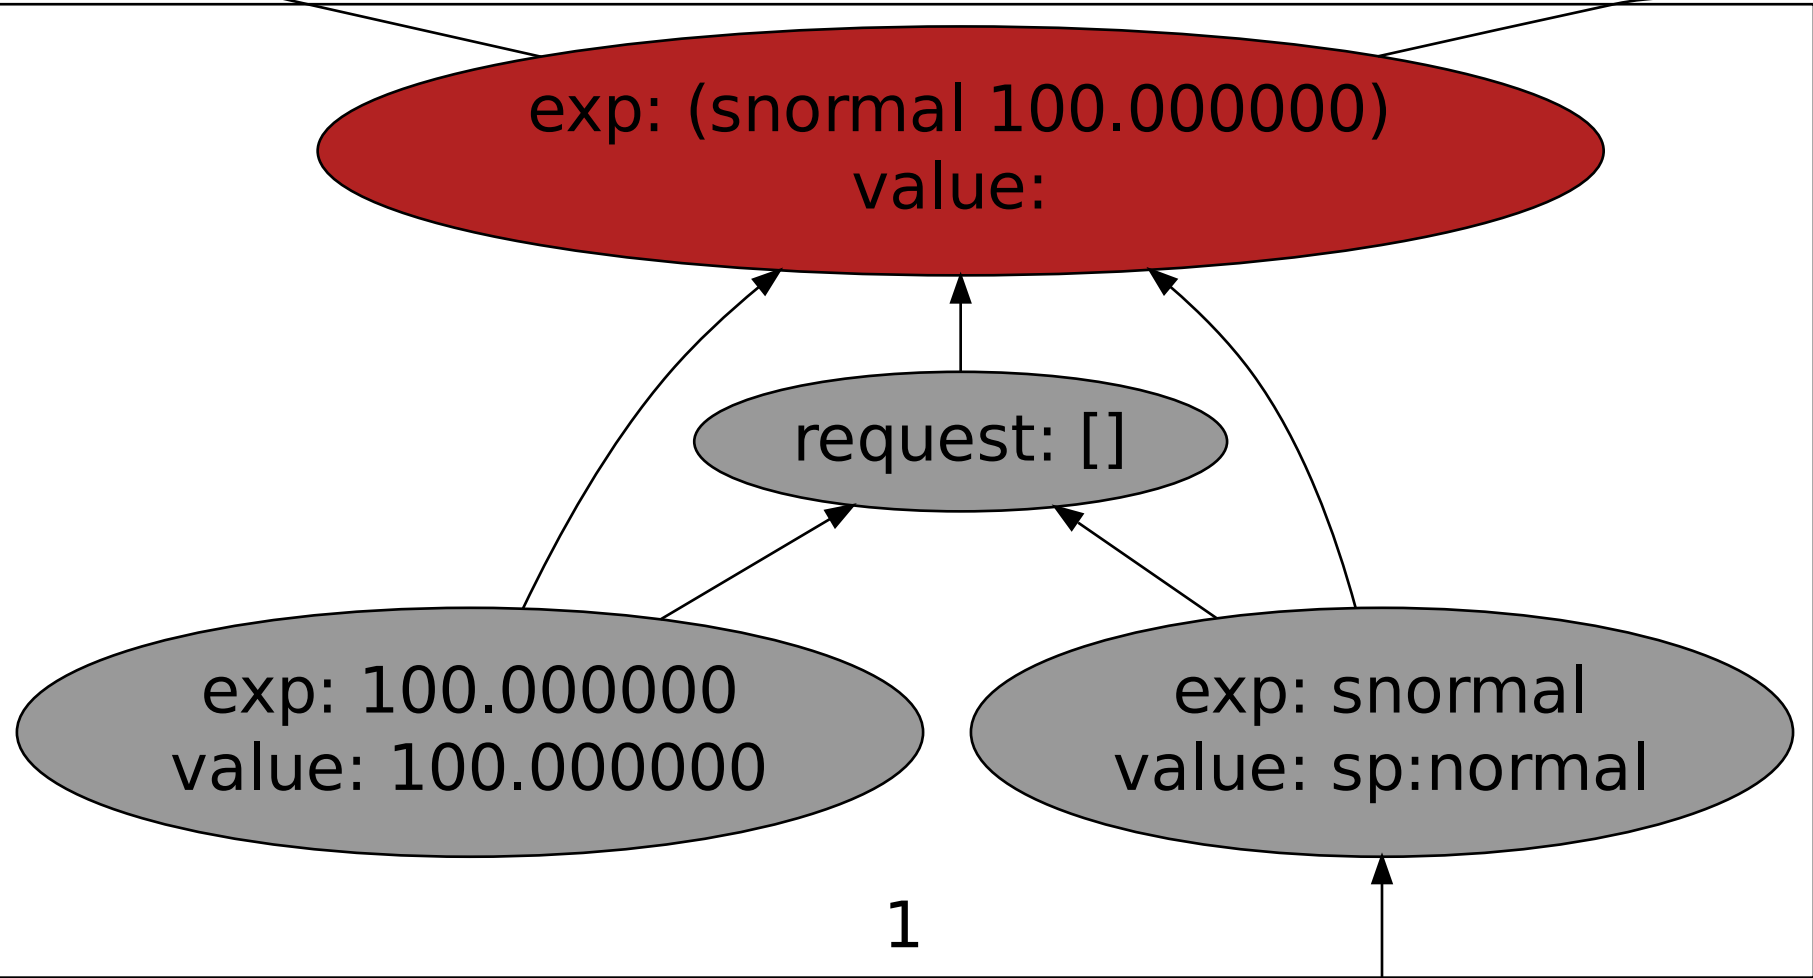 exp: (snormal 100.000000)
value:
request: []
exp: 100.000000
value: 100.000000
exp: snormal
value: sp:normal
1